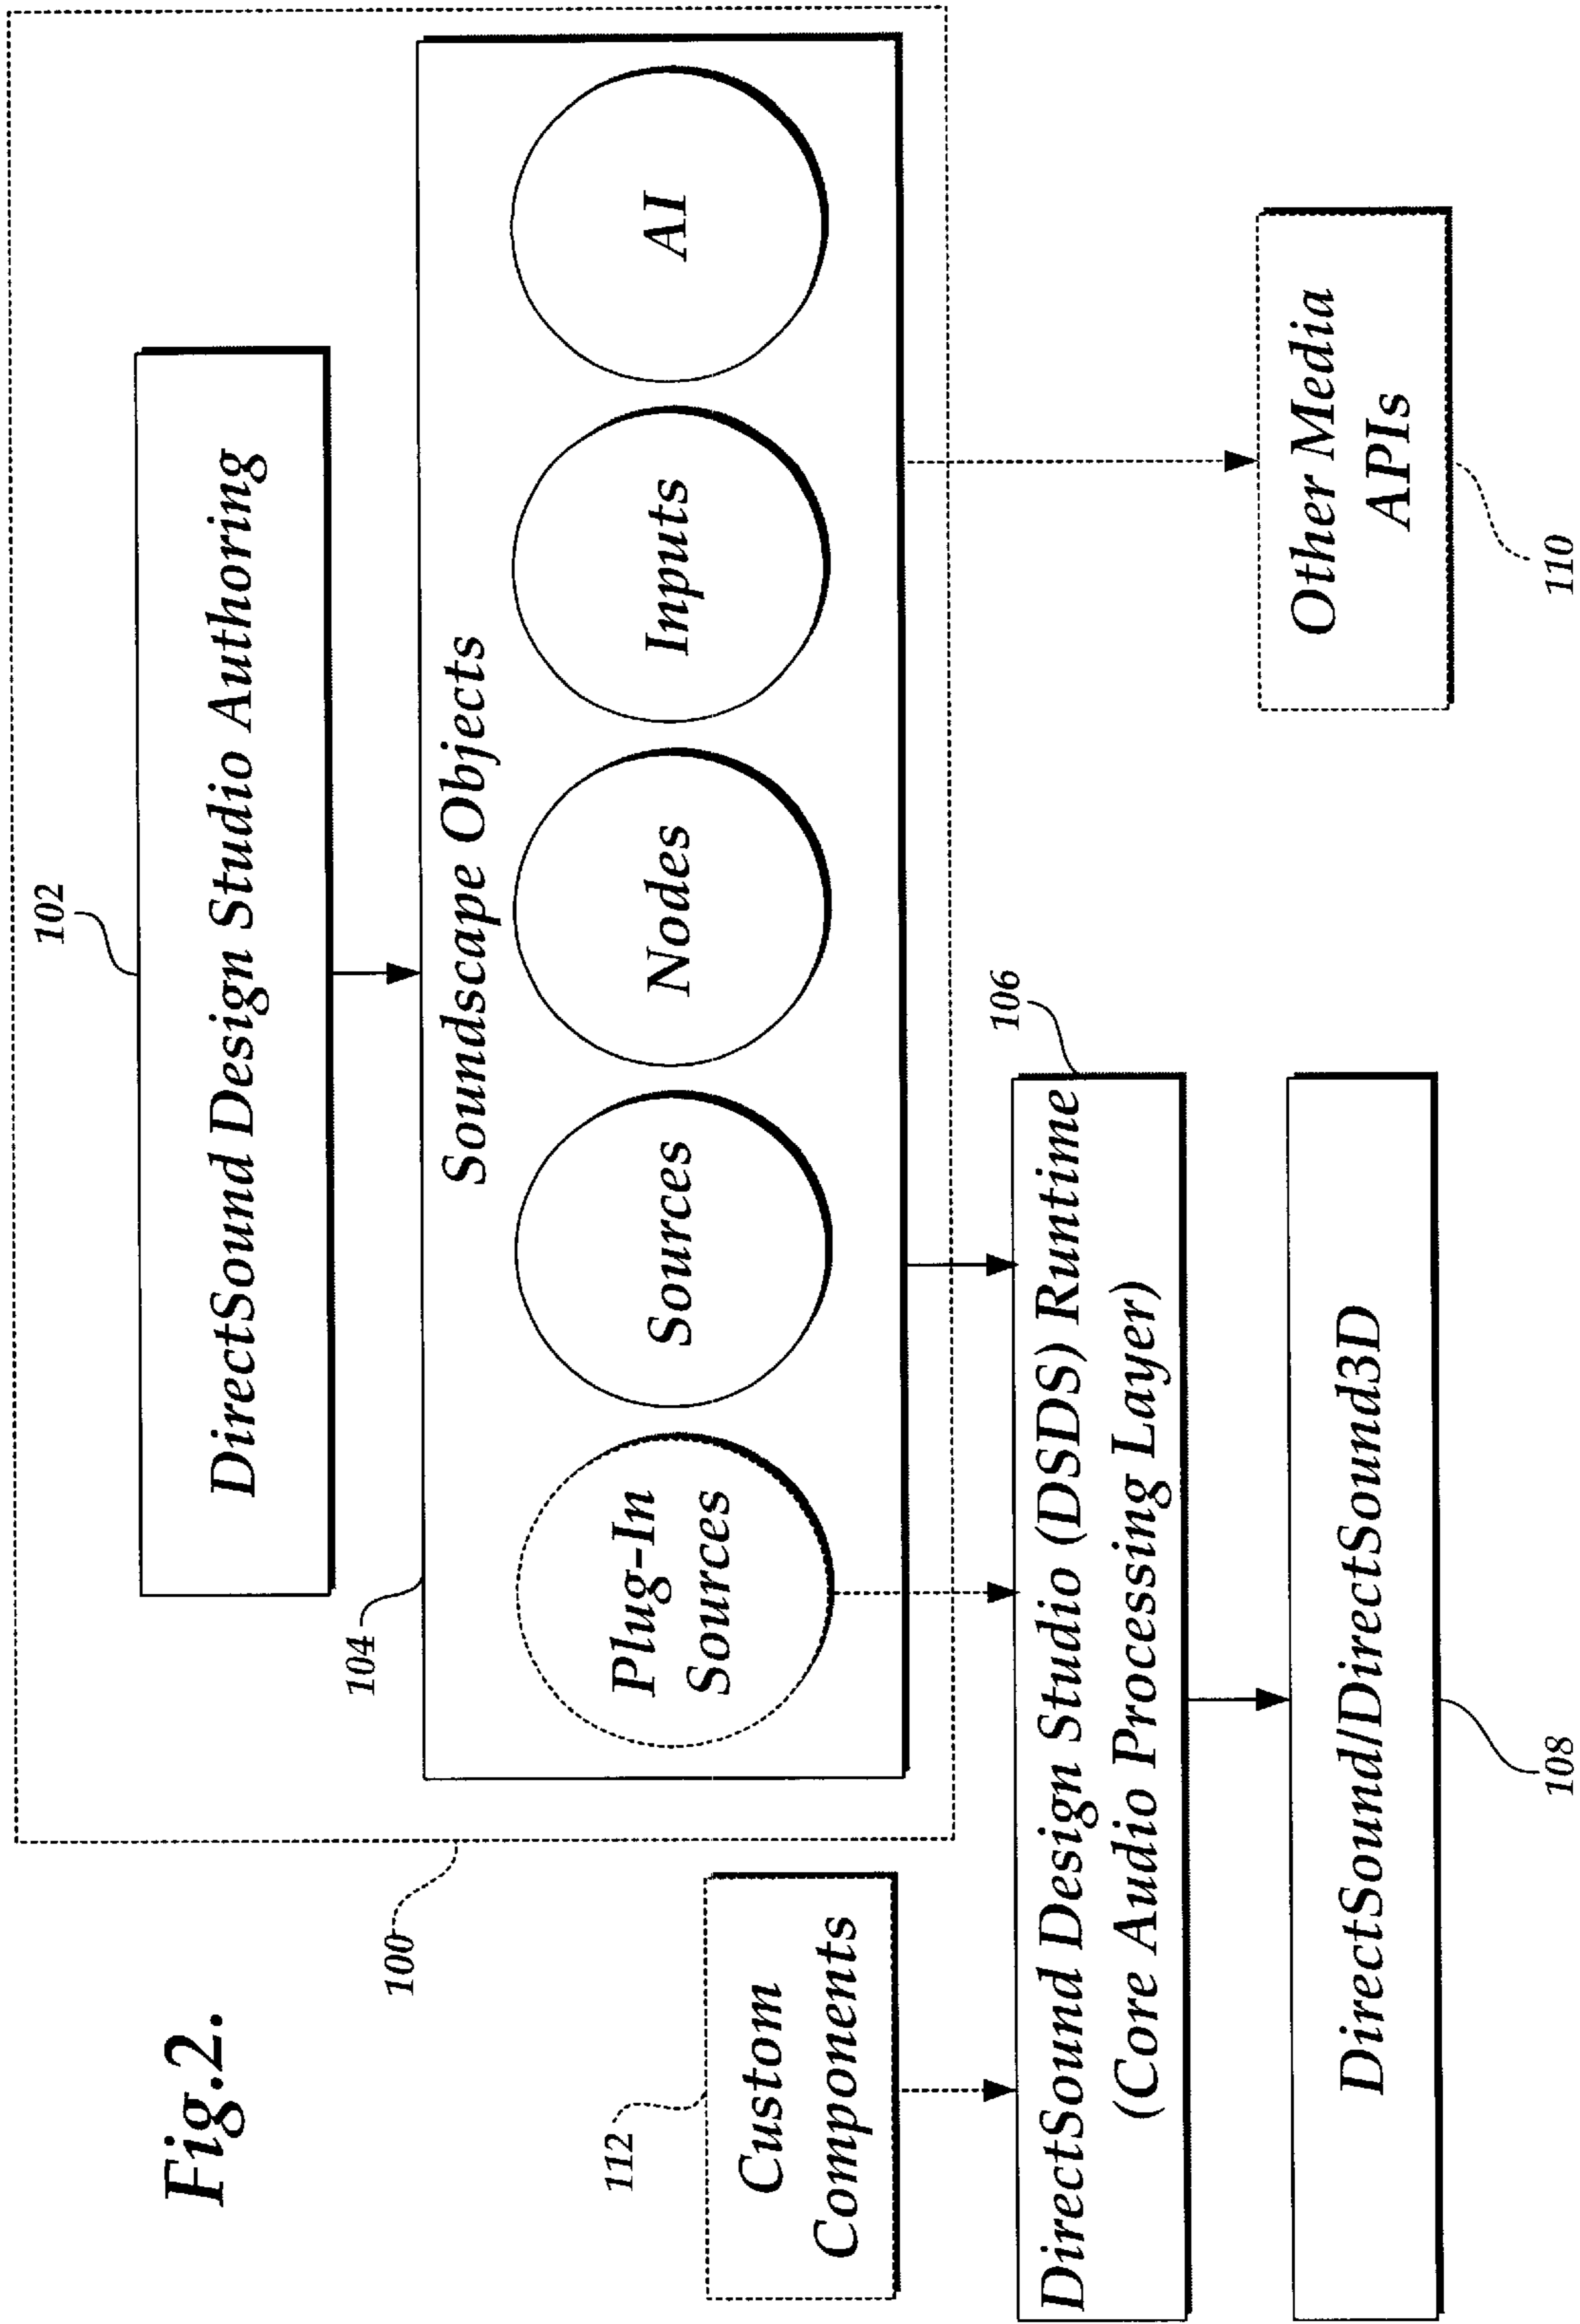 Fig.2.
100
102
DirectSound Design Studio Authoring
104
Soundscape Objects
Plug-In
Sources
Sources
Nodes
Inputs
AI
112
Custom
Components
106
DirectSound Design Studio (DSDS) Runtime
(Core Audio Processing Layer)
Other Media
APIs
110
DirectSound/DirectSound3D
108